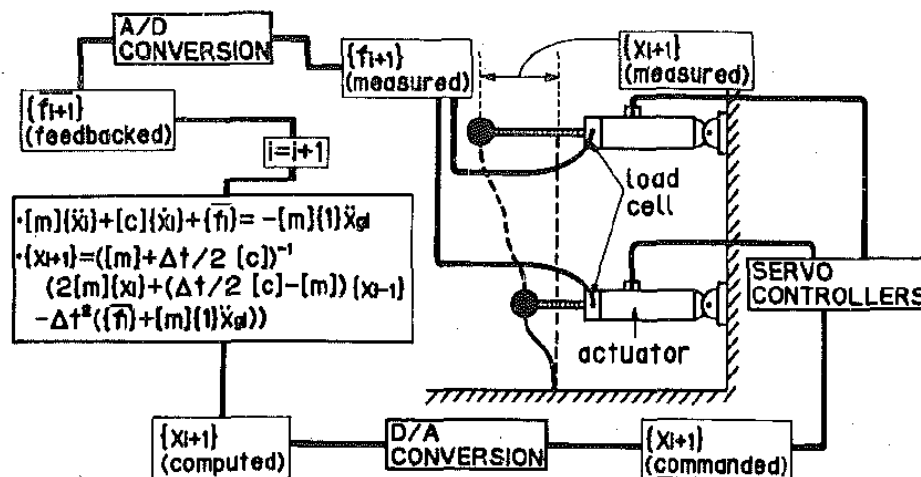 A/D
CONVERSION
{fi+1}
(measured)
{xi+1}
(measured)
{f̄i+1}
(feedbacked)
i=i+1
load
cell
·[m]{ẍi}+[c]{ẋi}+{f̄i}= -[m]{1}ẍgi
·{xi+1}=([m]+Δt/2 [c])⁻¹
(2[m]{xi}+(Δt/2 [c]-[m]){xi-1}
-Δt²({f̄i}+[m]{1}ẍgi))
SERVO
CONTROLLERS
actuator
{xi+1}
(computed)
D/A
CONVERSION
{xi+1}
(commanded)